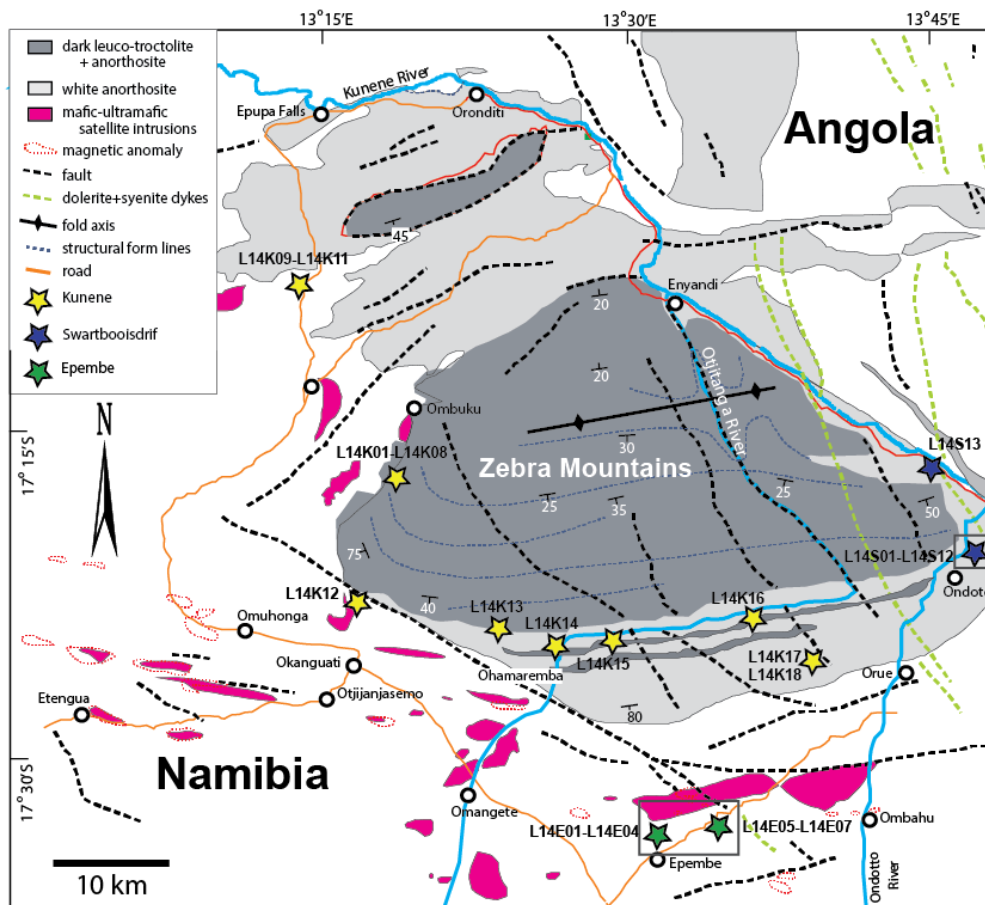 13°15'E
13°30'E
13°45'E
dark leuco-troctolite
+ anorthosite
white anorthosite
mafic-ultramafic
satellite intrusions
magnetic anomaly
fault
dolerite+syenite dykes
fold axis
structural form lines
road
Kunene
Swartbooisdrif
Epembe
Kunene River
Epupa Falls
Oronditi
Angola
45
L14K09-L14K11
Enyandi
20
20
Otjitanga River
Ombuku
30
L14K01-L14K08
Zebra Mountains
L14S13
25
35
25
50
17°15'S
N
75
L14S01-L14S12
Ondoto
L14K12
40
L14K13
L14K14
L14K16
L14K15
L14K17
L14K18
Omuhonga
Okanguati
Ohamaremba
Orue
Etengua
Otjijanjasemo
80
17°30'S
Namibia
Omangete
L14E01-L14E04
L14E05-L14E07
Ombahu
Epembe
Ondotto
River
10 km